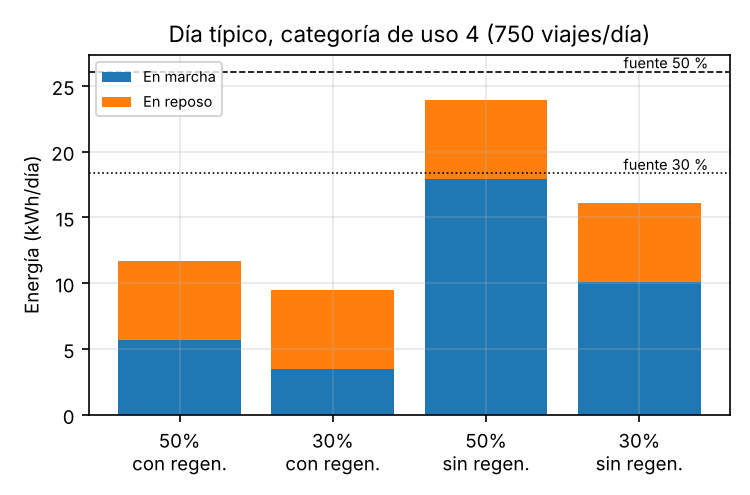 Día típico, categoría de uso 4 (750 viajes/día)
fuente 50 %
En marcha
En reposo
fuente 30 %
Energía (kWh/día)
25
20
15
10
5
0
50%
con regen.
30%
con regen.
50%
sin regen.
30%
sin regen.